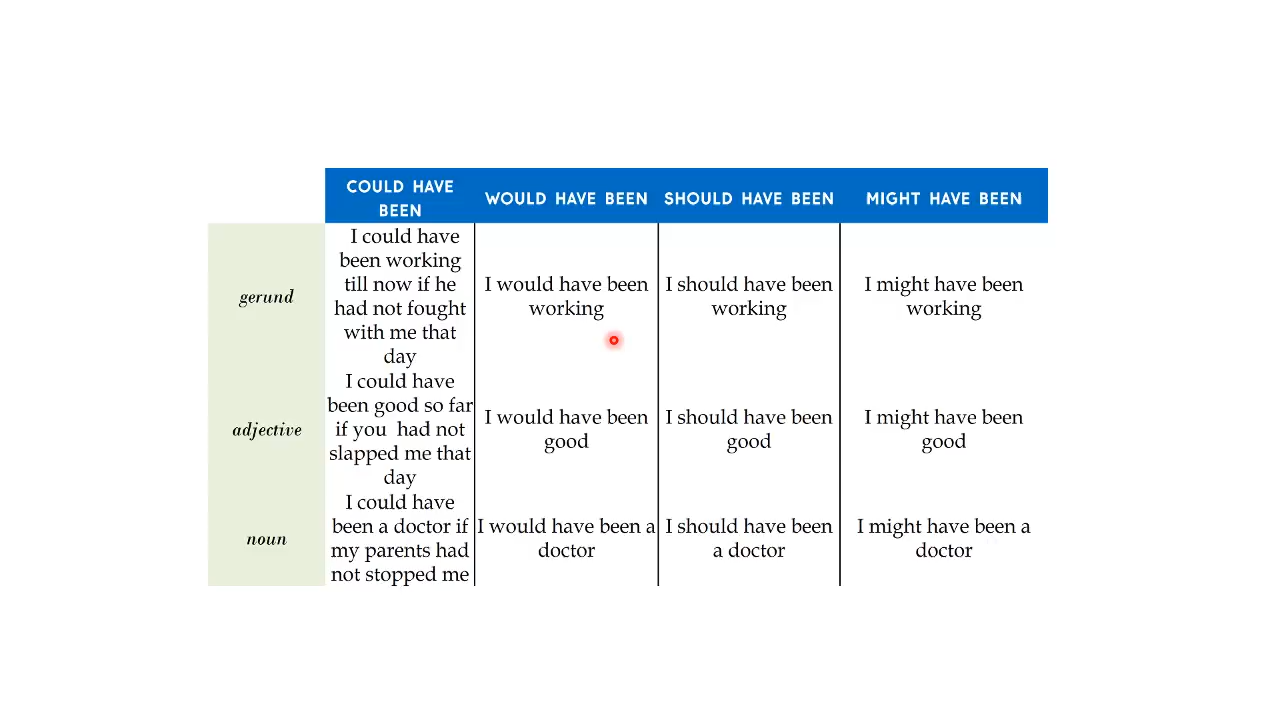 COULD HAVE
BEEN
WOULD HAVE BEEN
SHOULD HAVE BEEN
MIGHT HAVE BEEN
gerund
I could have
been working
till now if he
had not fought
with me that
day
I would have been
working
I should have been
working
I might have been
working
adjective
I could have
been good so far
if you had not
slapped me that
day
I would have been
good
I should have been
good
I might have been
good
noun
I could have
been a doctor if
my parents had
not stopped me
I would have been a
doctor
I should have been
a doctor
I might have been a
doctor